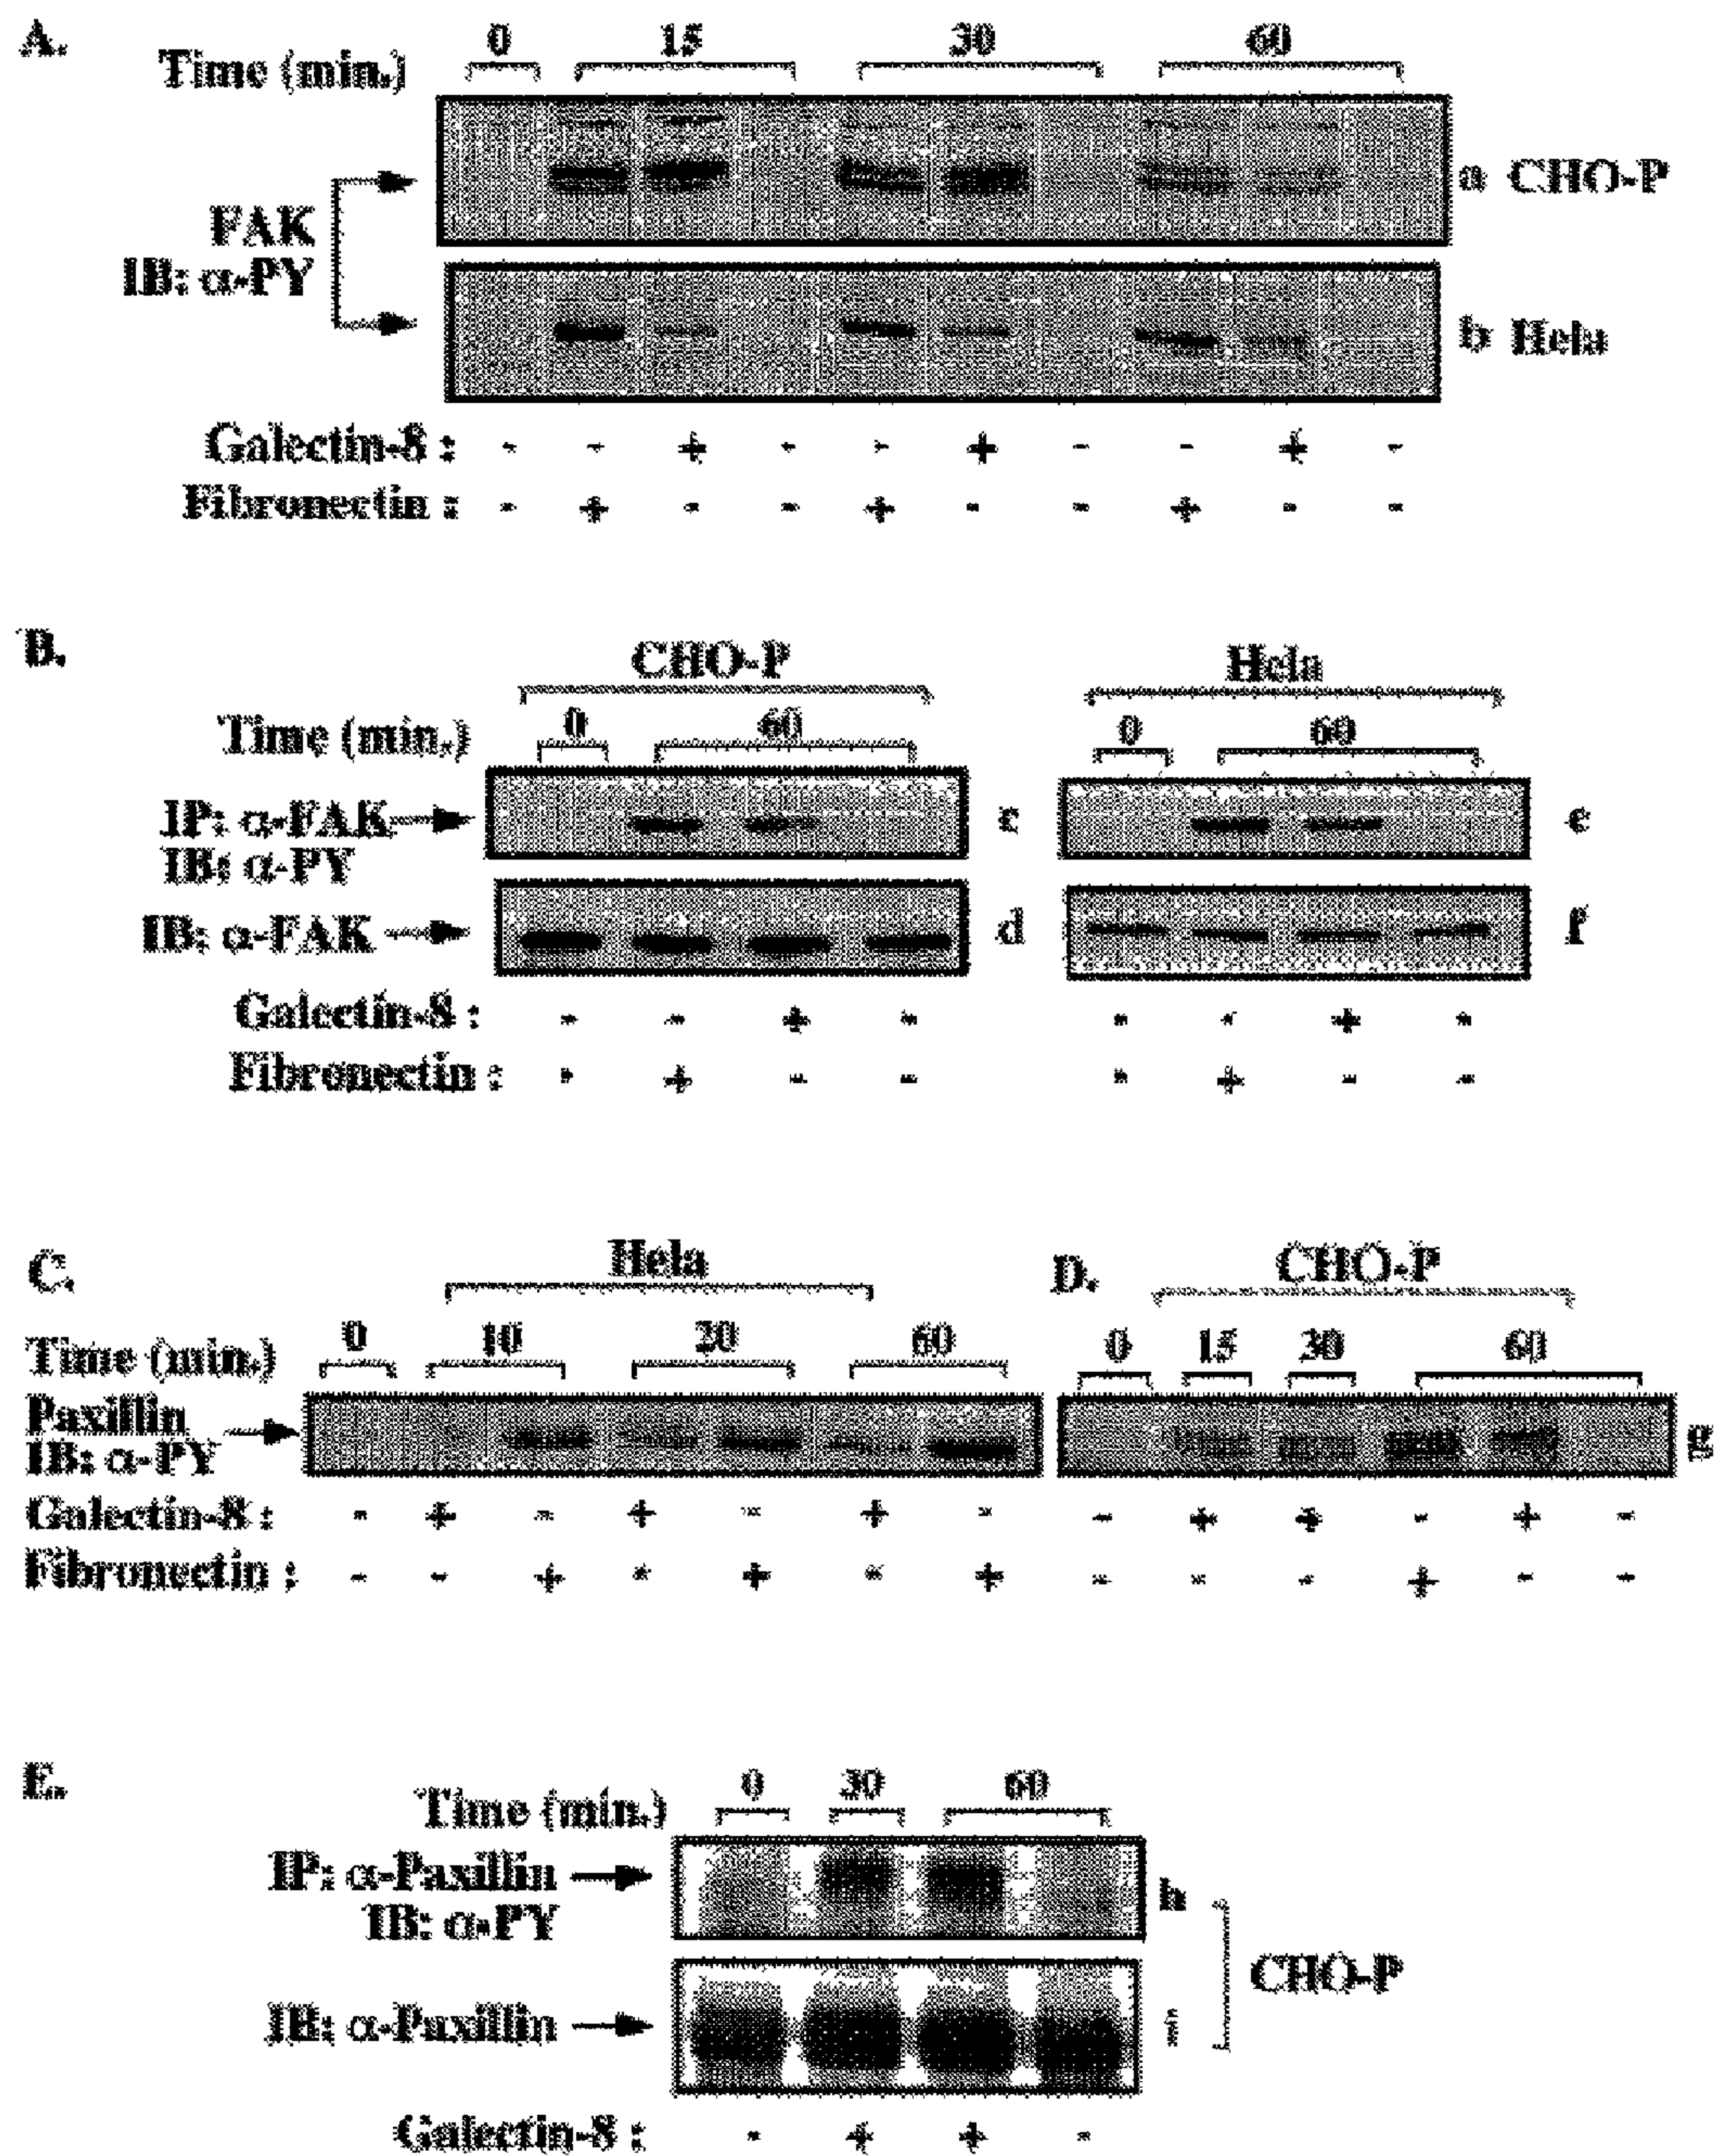 A.
Time (min.) 0 15 30 60
FAK
IB: α-PY
a CHO-P
b Hela
Galectin-8 : - - + - - + - - + -
Fibronectin : - + - - + - - + - -
B.
CHO-P Hela
Time (min.) 0 60 0 60
IP: α-FAK
IB: α-PY
c e
IB: α-FAK d f
Galectin-8 : - - + - - - + -
Fibronectin : - + - - - + - -
C. Hela D. CHO-P
Time (min.) 0 10 20 60 0 15 30 60
Paxillin
IB: α-PY
g
Galectin-8 : - + - + - + - - + + - + -
Fibronectin : - - + - + - + - - - + - -
E.
Time (min.) 0 30 60
IP: α-Paxillin
IB: α-PY
h
CHO-P
IB: α-Paxillin i
Galectin-8 : - + + -